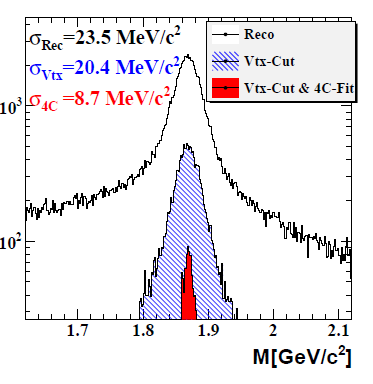 σRec=23.5 MeV/c²
σVtx=20.4 MeV/c²
σ4C=8.7 MeV/c²
Reco
Vtx-Cut
Vtx-Cut & 4C-Fit
10³
10²
1.7 1.8 1.9 2 2.1
M[GeV/c²]